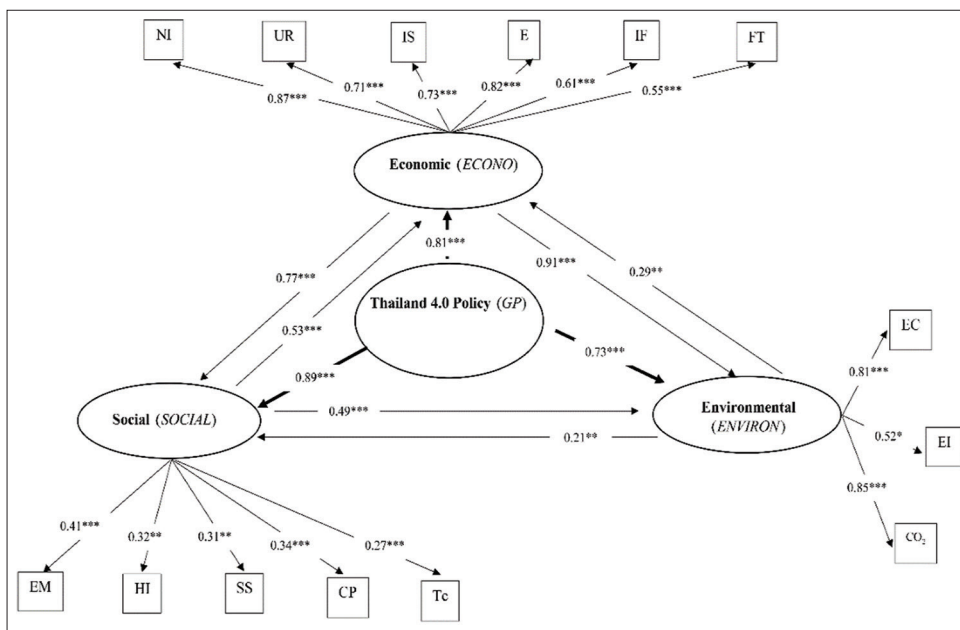 NI UR IS E IF FT
0.87*** 0.71*** 0.73*** 0.82*** 0.61*** 0.55***
Economic (ECONO)
0.81***
0.77*** 0.53*** 0.91*** 0.29**
Thailand 4.0 Policy (GP)
0.89*** 0.73***
Social (SOCIAL)
0.49***
0.21**
Environmental
(ENVIRON)
EC
0.81***
0.52* EI
0.85***
CO₂
0.41*** 0.32** 0.31** 0.34*** 0.27***
EM HI SS CP Tc